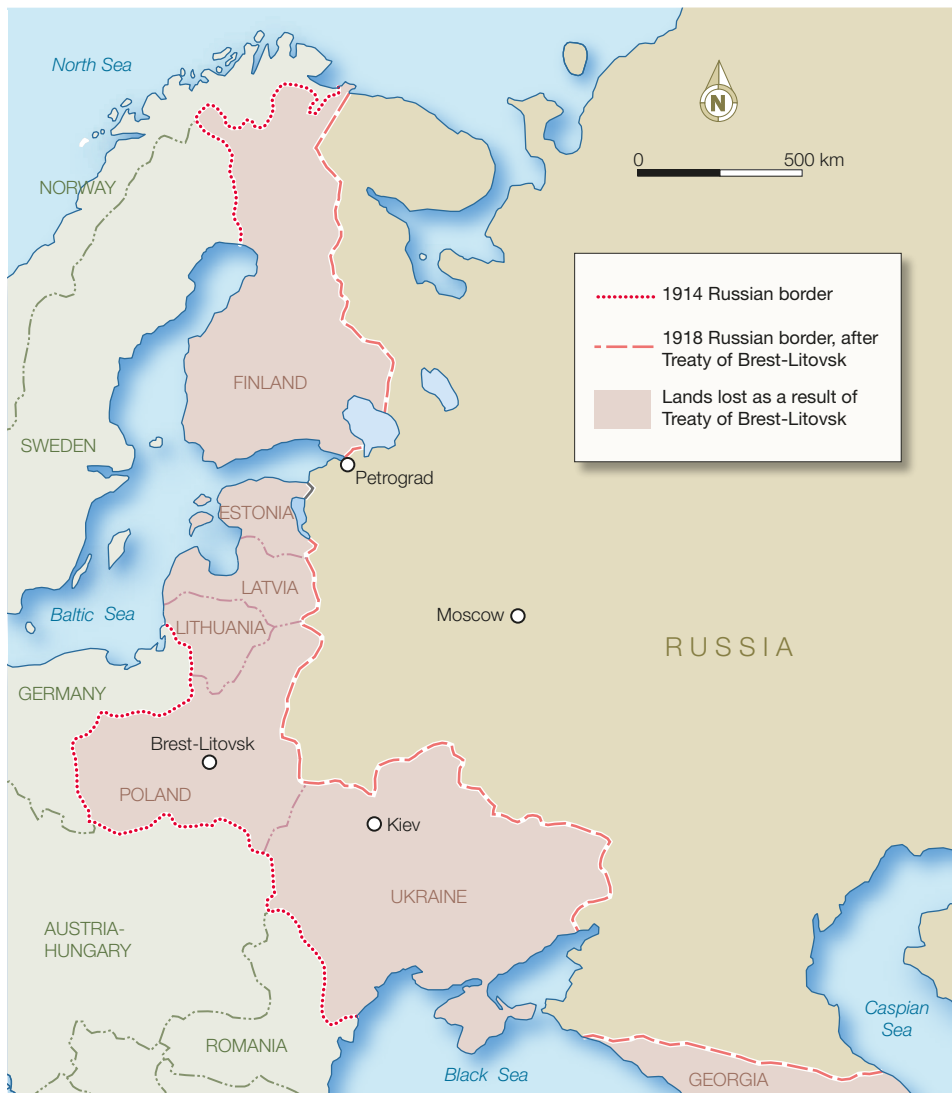 North Sea
N
0 500 km
NORWAY
1914 Russian border
1918 Russian border, after
Treaty of Brest-Litovsk
Lands lost as a result of
Treaty of Brest-Litovsk
FINLAND
SWEDEN
Petrograd
ESTONIA
LATVIA
Baltic Sea
LITHUANIA
Moscow
RUSSIA
GERMANY
Brest-Litovsk
POLAND
Kiev
UKRAINE
AUSTRIA-
HUNGARY
Caspian
Sea
ROMANIA
Black Sea
GEORGIA